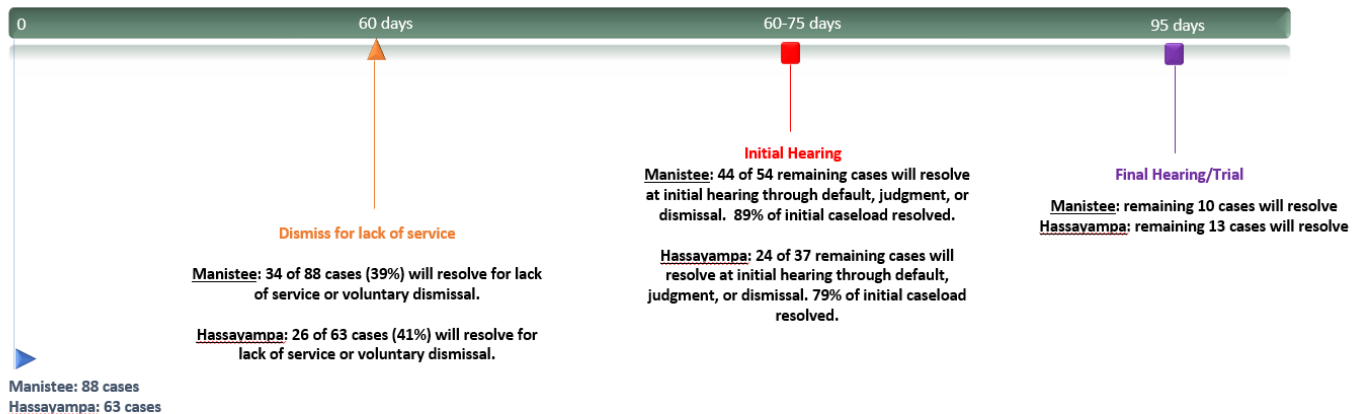 0
60 days
60-75 days
95 days
Dismiss for lack of service
Manistee: 34 of 88 cases (39%) will resolve for lack
of service or voluntary dismissal.
Hassayampa: 26 of 63 cases (41%) will resolve for
lack of service or voluntary dismissal.
Initial Hearing
Manistee: 44 of 54 remaining cases will resolve
at initial hearing through default, judgment, or
dismissal.  89% of initial caseload resolved.
Hassayampa: 24 of 37 remaining cases will
resolve at initial hearing through default,
judgment, or dismissal. 79% of initial caseload
resolved.
Final Hearing/Trial
Manistee: remaining 10 cases will resolve
Hassayampa: remaining 13 cases will resolve
Manistee: 88 cases
Hassayampa: 63 cases